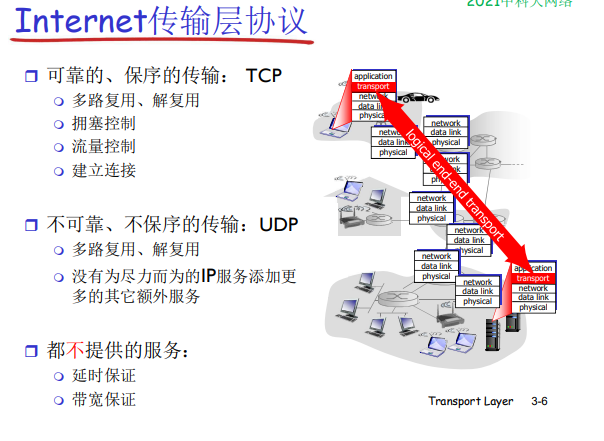 2021中科大网络
Internet传输层协议
可靠的、保序的传输： TCP
多路复用、解复用
拥塞控制
流量控制
建立连接
不可靠、不保序的传输：UDP
多路复用、解复用
没有为尽力而为的IP服务添加更
多的其它额外服务
都不提供的服务：
延时保证
带宽保证
application
transport
network
data link
physical
network
data link
physical
network
data link
physical
network
data link
physical
network
data link
physical
network
data link
physical
network
data link
physical
network
data link
physical
logical end-end transport
application
transport
network
data link
physical
Transport Layer 3-6